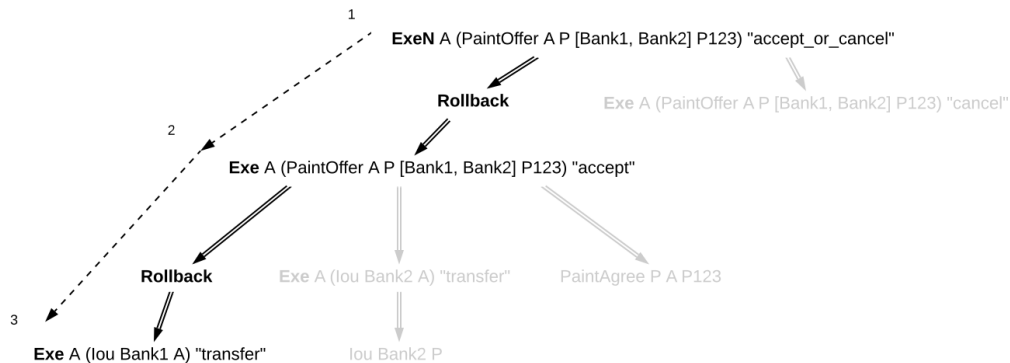 1
ExeN A (PaintOffer A P [Bank1, Bank2] P123) "accept_or_cancel"
Rollback
Exe A (PaintOffer A P [Bank1, Bank2] P123) "cancel"
2
Exe A (PaintOffer A P [Bank1, Bank2] P123) "accept"
Rollback
Exe A (Iou Bank2 A) "transfer"
PaintAgree P A P123
3
Exe A (Iou Bank1 A) "transfer"
Iou Bank2 P